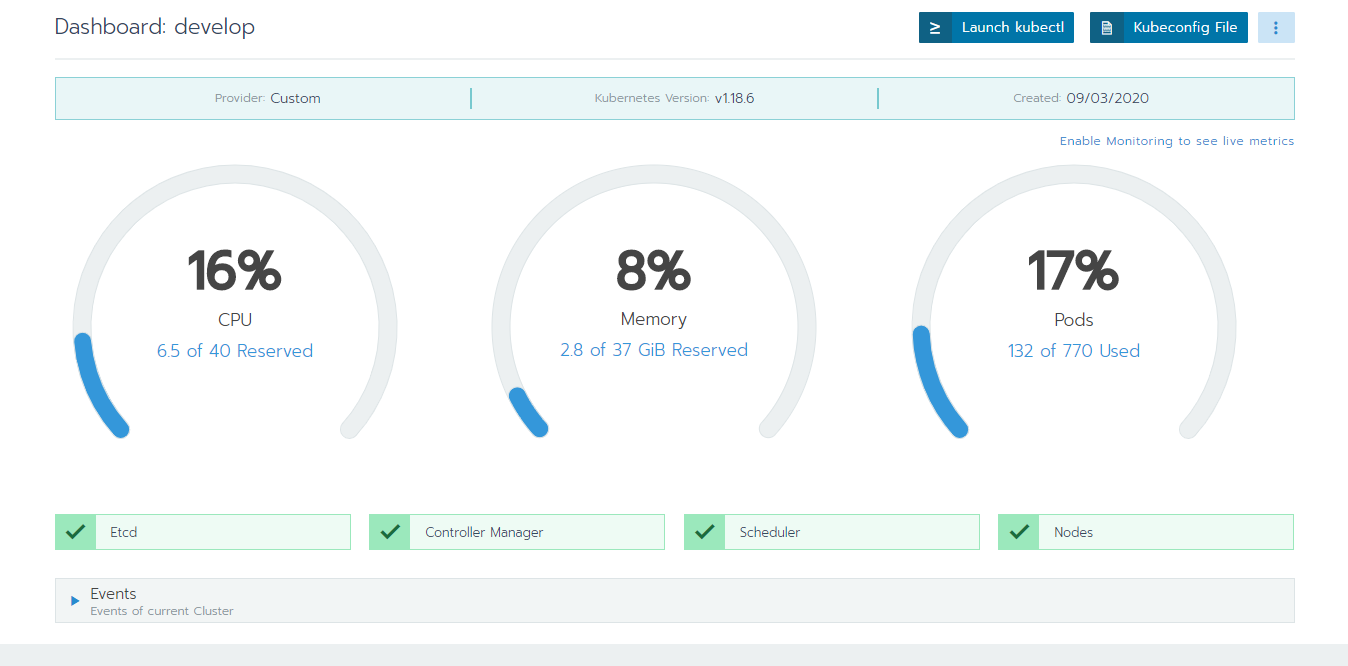 Dashboard: develop
Launch kubectl
Kubeconfig File
Provider: Custom
Kubernetes Version: v1.18.6
Created: 09/03/2020
Enable Monitoring to see live metrics
16%
CPU
6.5 of 40 Reserved
8%
Memory
2.8 of 37 GiB Reserved
17%
Pods
132 of 770 Used
Etcd
Controller Manager
Scheduler
Nodes
Events
Events of current Cluster